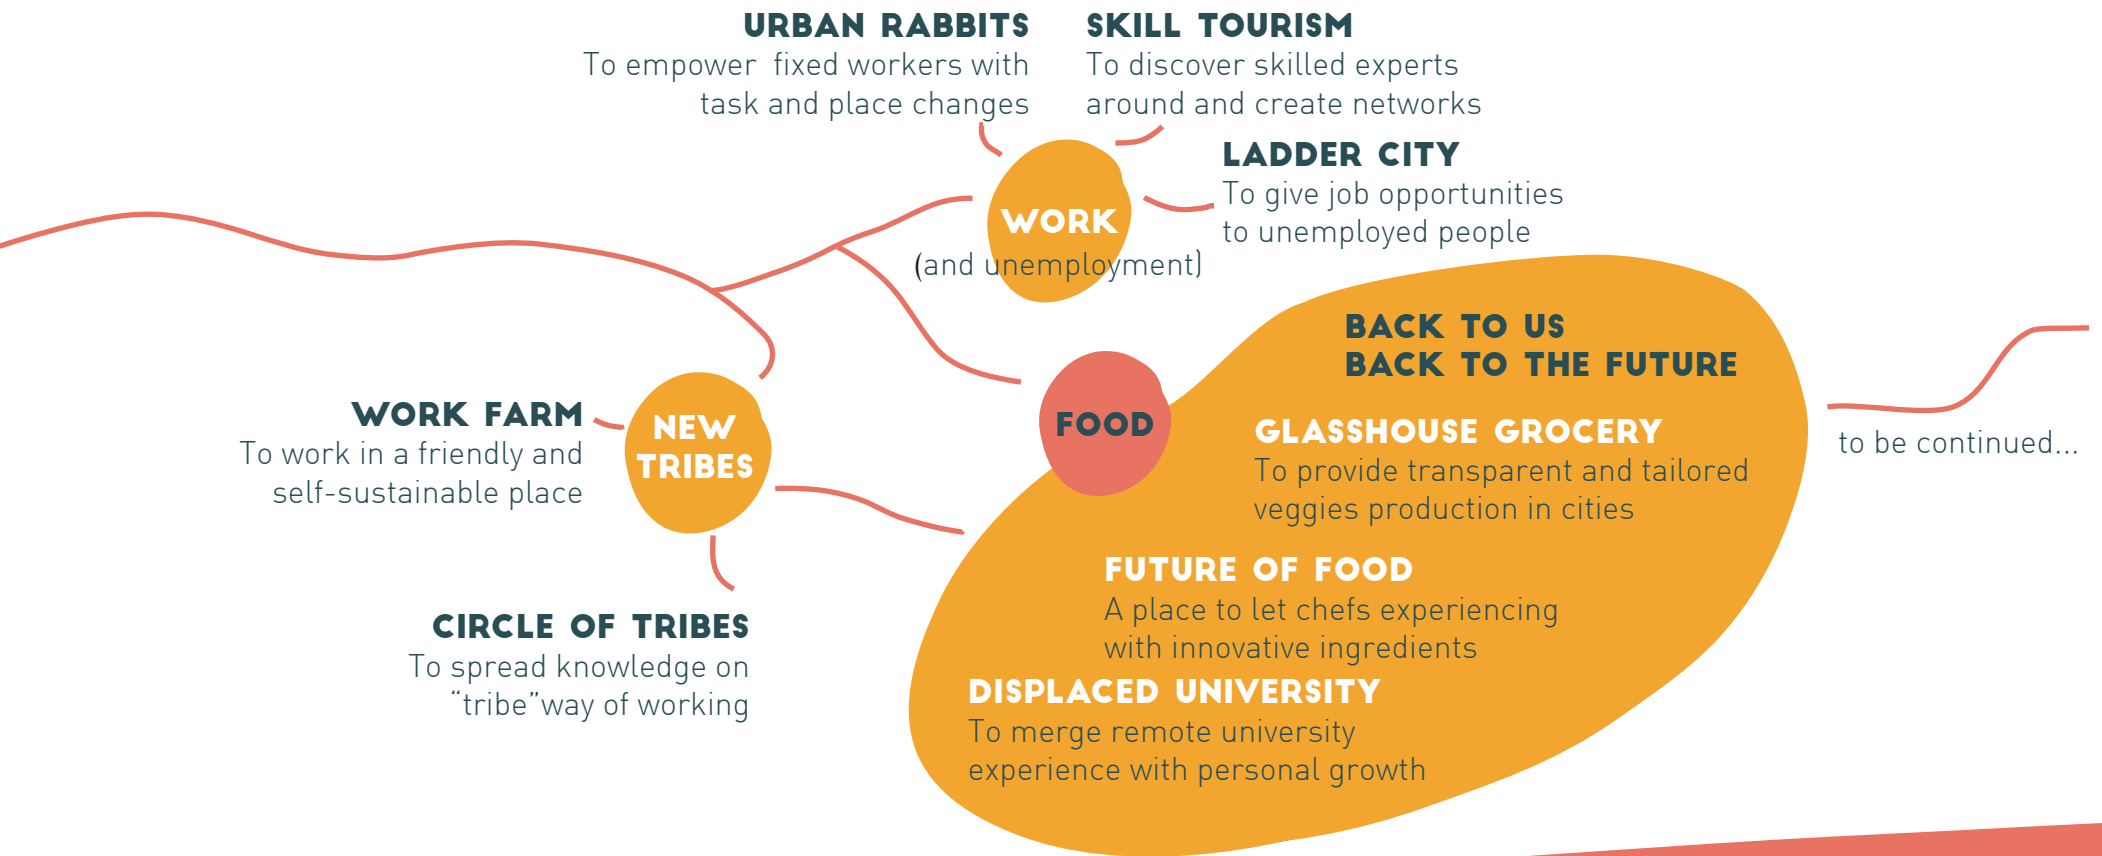 URBAN RABBITS
To empower  fixed workers with
task and place changes
SKILL TOURISM
To discover skilled experts
around and create networks
LADDER CITY
To give job opportunities
to unemployed people
WORK
(and unemployment)
BACK TO US
BACK TO THE FUTURE
FOOD
GLASSHOUSE GROCERY
To provide transparent and tailored
veggies production in cities
to be continued...
WORK FARM
To work in a friendly and
self-sustainable place
NEW
TRIBES
FUTURE OF FOOD
A place to let chefs experiencing
with innovative ingredients
CIRCLE OF TRIBES
To spread knowledge on
“tribe”way of working
DISPLACED UNIVERSITY
To merge remote university
experience with personal growth